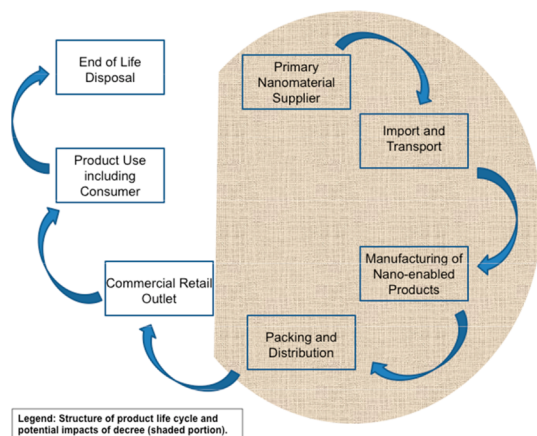 End of Life
Disposal
Primary
Nanomaterial
Supplier
Import and
Transport
Product Use
including
Consumer
Manufacturing of
Nano-enabled
Products
Commercial Retail
Outlet
Packing and
Distribution
Legend: Structure of product life cycle and
potential impacts of decree (shaded portion).